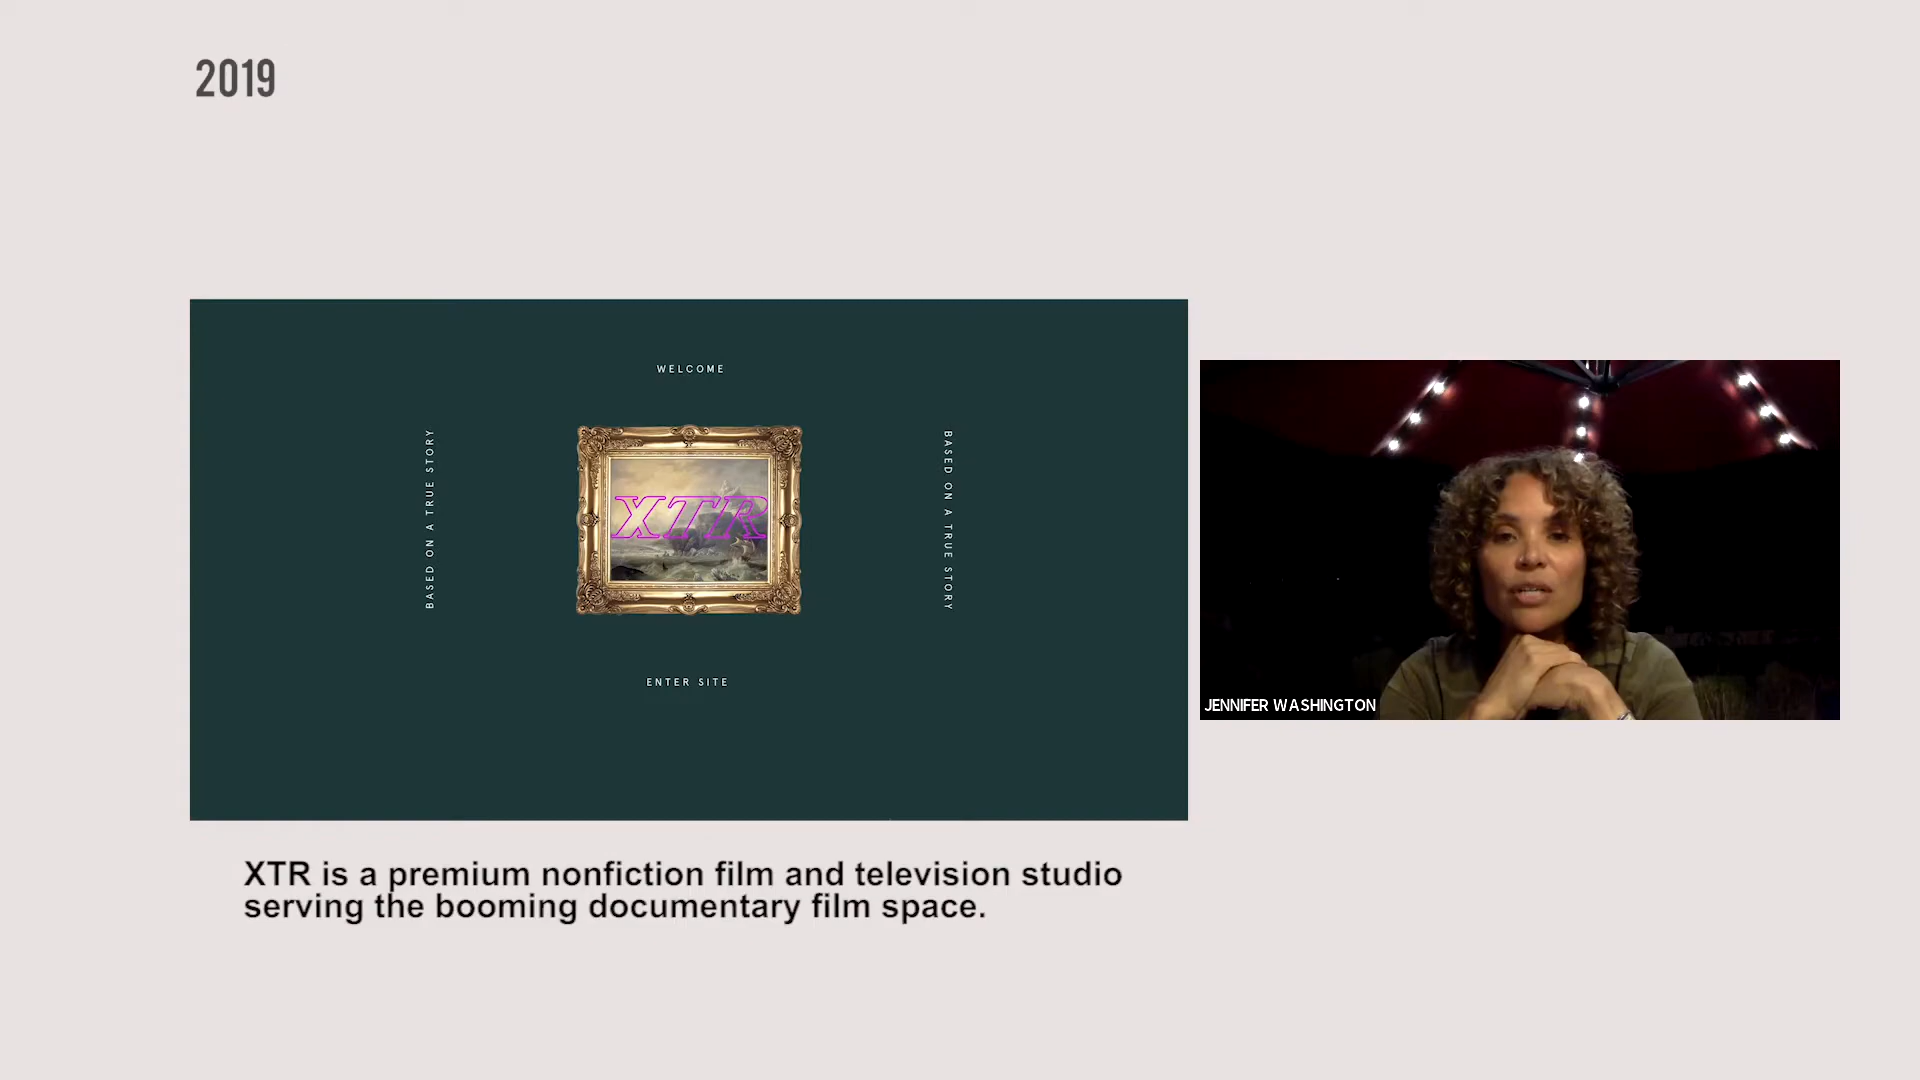 2019
WELCOME
BASED ON A TRUE STORY
XTR
BASED ON A TRUE STORY
ENTER SITE
JENNIFER WASHINGTON
XTR is a premium nonfiction film and television studio
serving the booming documentary film space.